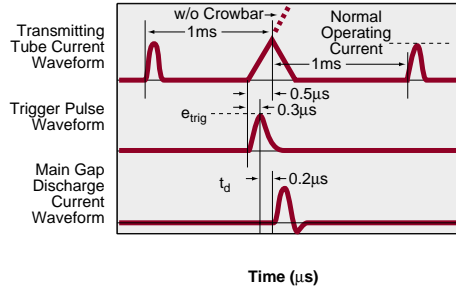 w/o Crowbar
Transmitting
Tube Current
Waveform
1ms
Normal
Operating
Current
1ms
0.5µs
Trigger Pulse
Waveform
etrig
0.3µs
Main Gap
Discharge
Current
Waveform
td
0.2µs
Time (µs)